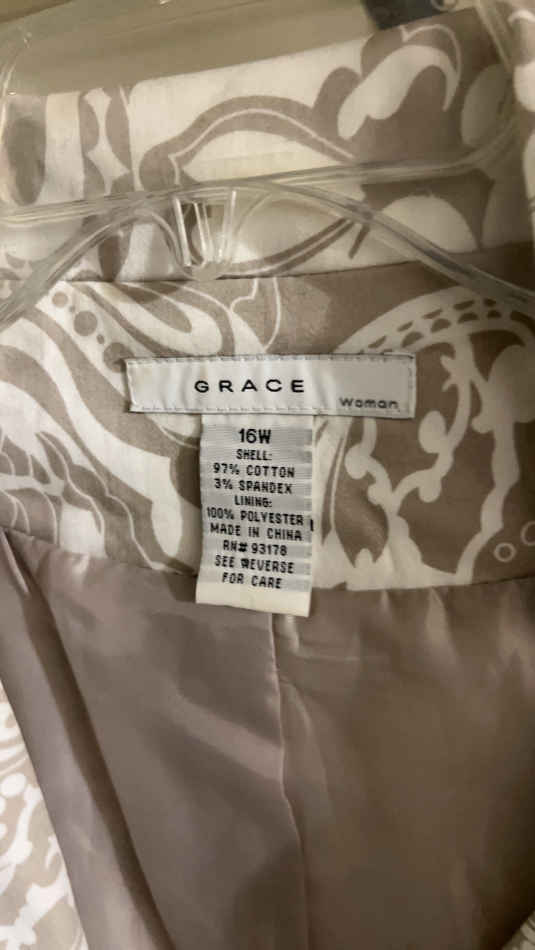 GRACE
Woman
16W
SHELL:
97% COTTON
3% SPANDEX
LINING:
100% POLYESTER
MADE IN CHINA
RN# 93178
SEE REVERSE
FOR CARE